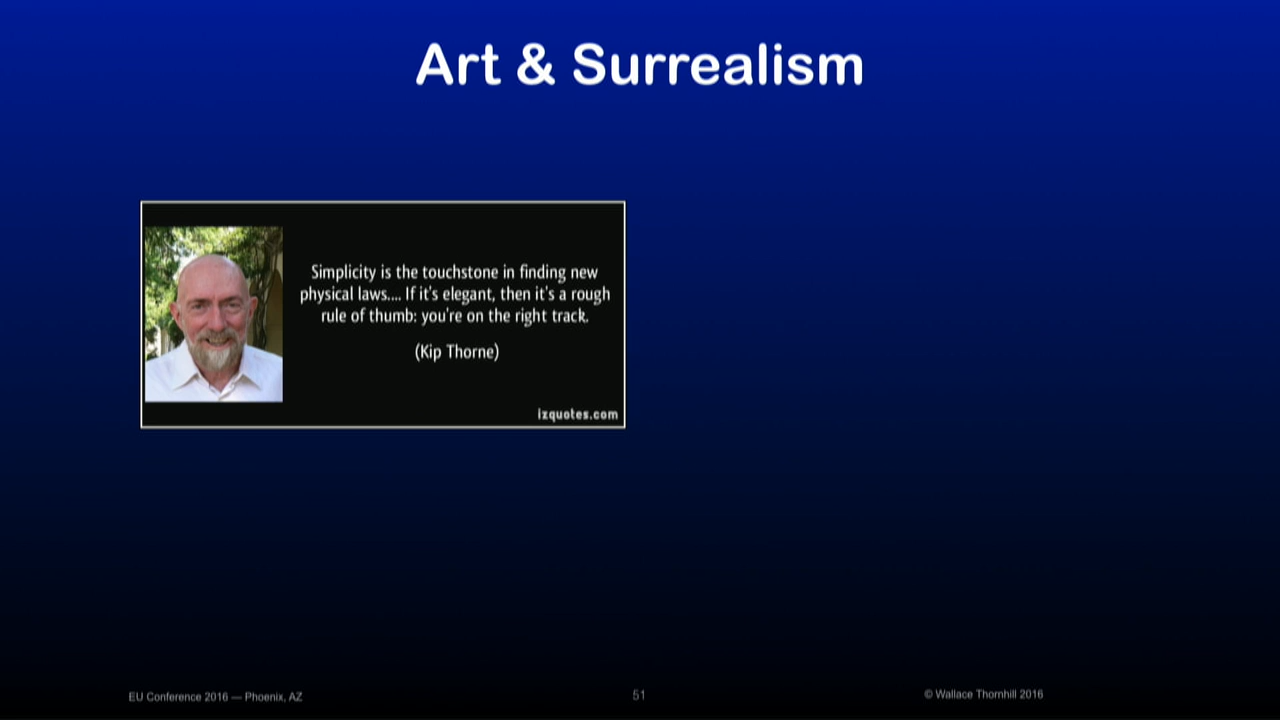 Art & Surrealism
Simplicity is the touchstone in finding new
physical laws.... If it's elegant, then it's a rough
rule of thumb: you're on the right track.
(Kip Thorne)
izquotes.com
EU Conference 2016 — Phoenix, AZ
51
© Wallace Thornhill 2016